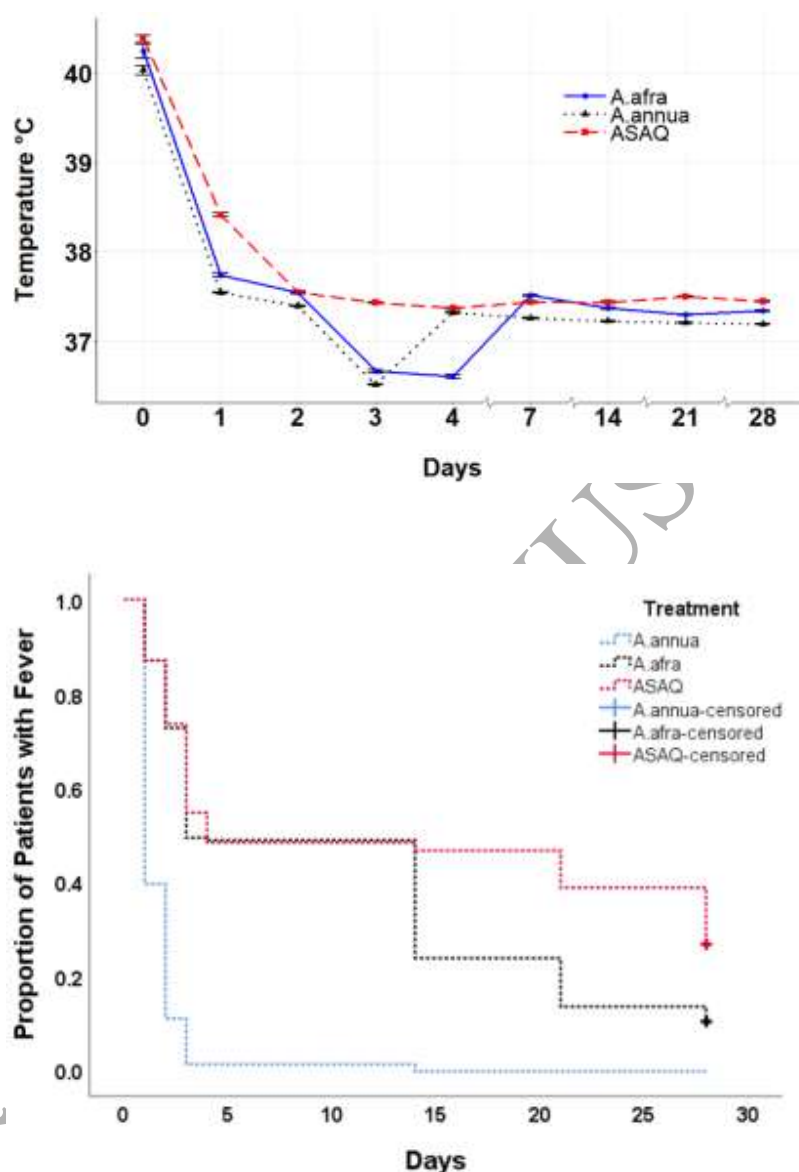 40
39
38
37
Temperature °C
A.afra
A.annua
ASAQ
0 1 2 3 4 7 14 21 28
Days
1.0
0.8
0.6
0.4
0.2
0.0
Proportion of Patients with Fever
Treatment
A.annua
A.afra
ASAQ
A.annua-censored
A.afra-censored
ASAQ-censored
0 5 10 15 20 25 30
Days